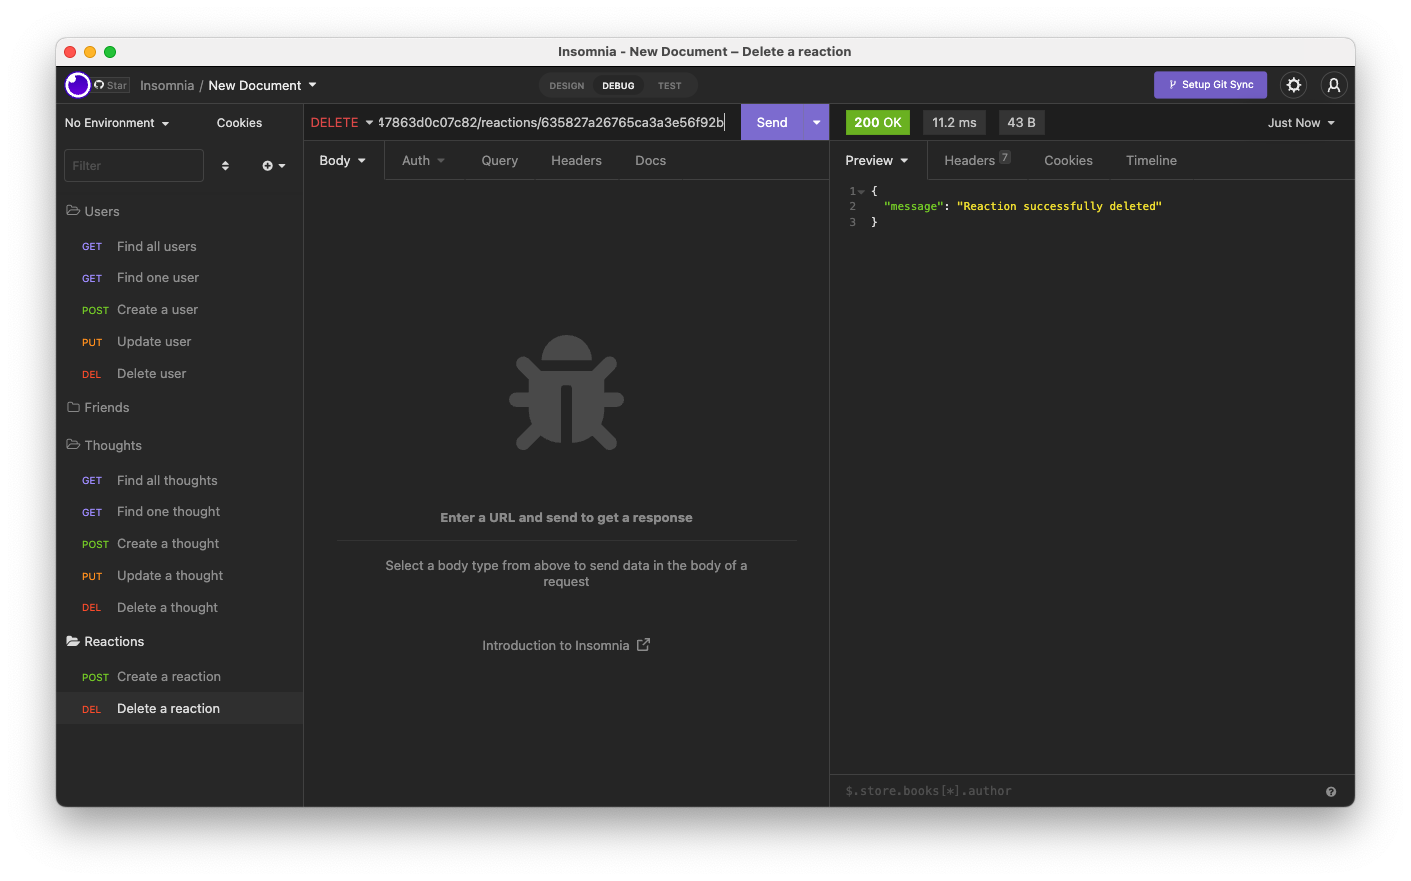 Insomnia - New Document – Delete a reaction
Star
Insomnia / New Document
DESIGN DEBUG TEST
Setup Git Sync
No Environment
Cookies
Filter
Users
GET Find all users
GET Find one user
POST Create a user
PUT Update user
DEL Delete user
Friends
Thoughts
GET Find all thoughts
GET Find one thought
POST Create a thought
PUT Update a thought
DEL Delete a thought
Reactions
POST Create a reaction
DEL Delete a reaction
DELETE 47863d0c07c82/reactions/635827a26765ca3a3e56f92b Send
Body Auth Query Headers Docs
Enter a URL and send to get a response
Select a body type from above to send data in the body of a
request
Introduction to Insomnia
200 OK 11.2 ms 43 B Just Now
Preview Headers 7 Cookies Timeline
1 {
2 "message": "Reaction successfully deleted"
3 }
$.store.books[*].author